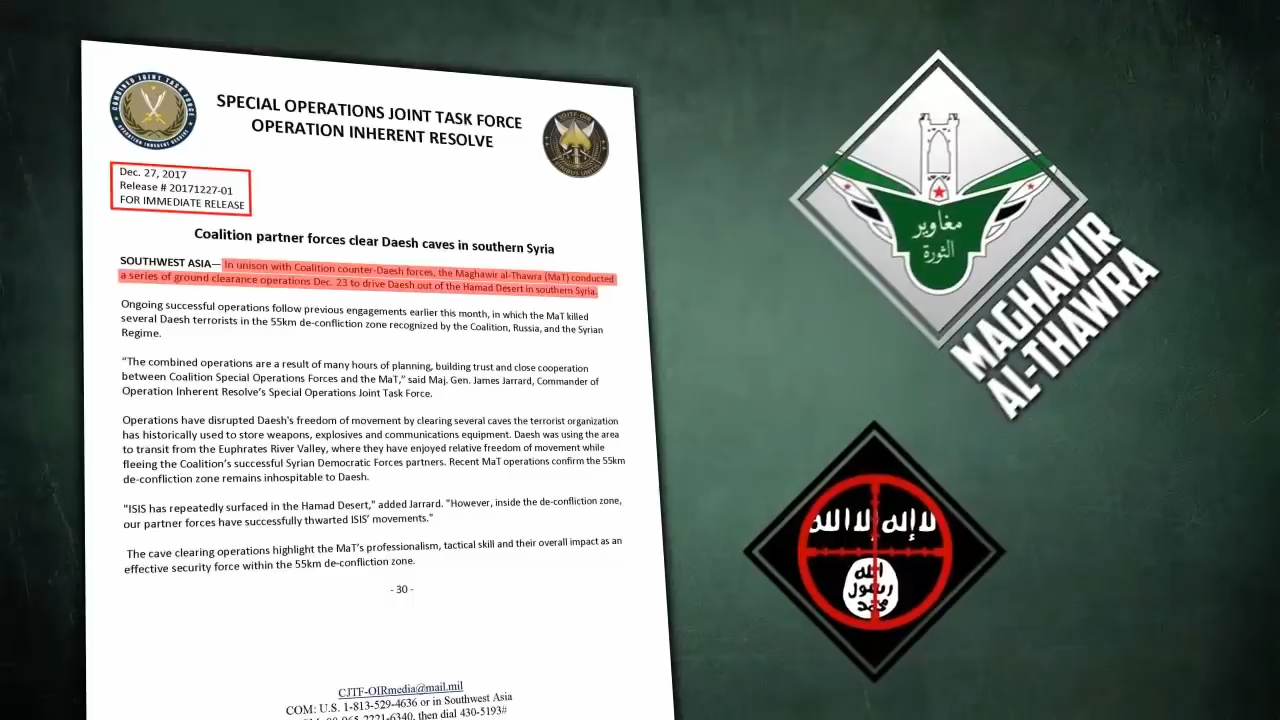 SPECIAL OPERATIONS JOINT TASK FORCE
OPERATION INHERENT RESOLVE
Dec. 27, 2017
Release # 20171227-01
FOR IMMEDIATE RELEASE
Coalition partner forces clear Daesh caves in southern Syria
SOUTHWEST ASIA—In unison with Coalition counter-Daesh forces, the Maghawir al-Thawra (MaT) conducted
a series of ground clearance operations Dec. 23 to drive Daesh out of the Hamad Desert in southern Syria.
Ongoing successful operations follow previous engagements earlier this month, in which the MaT killed
several Daesh terrorists in the 55km de-confliction zone recognized by the Coalition, Russia, and the Syrian
Regime.
“The combined operations are a result of many hours of planning, building trust and close cooperation
between Coalition Special Operations Forces and the MaT,” said Maj. Gen. James Jarrard, Commander of
Operation Inherent Resolve’s Special Operations Joint Task Force.
Operations have disrupted Daesh's freedom of movement by clearing several caves the terrorist organization
has historically used to store weapons, explosives and communications equipment. Daesh was using the area
to transit from the Euphrates River Valley, where they have enjoyed relative freedom of movement while
fleeing the Coalition’s successful Syrian Democratic Forces partners. Recent MaT operations confirm the 55km
de-confliction zone remains inhospitable to Daesh.
"ISIS has repeatedly surfaced in the Hamad Desert," added Jarrard. "However, inside the de-confliction zone,
our partner forces have successfully thwarted ISIS’ movements."
The cave clearing operations highlight the MaT’s professionalism, tactical skill and their overall impact as an
effective security force within the 55km de-confliction zone.
- 30 -
CJTF-OIRmedia@mail.mil
COM: U.S. 1-813-529-4636 or in Southwest Asia
965-2221-6340, then dial 430-5193#
COMBINED JOINT TASK FORCE
OPERATION INHERENT RESOLVE
مغاوير
الثورة
MAGHAWIR
AL-THAWRA
لا إله إلا الله
الله
رسول
محمد